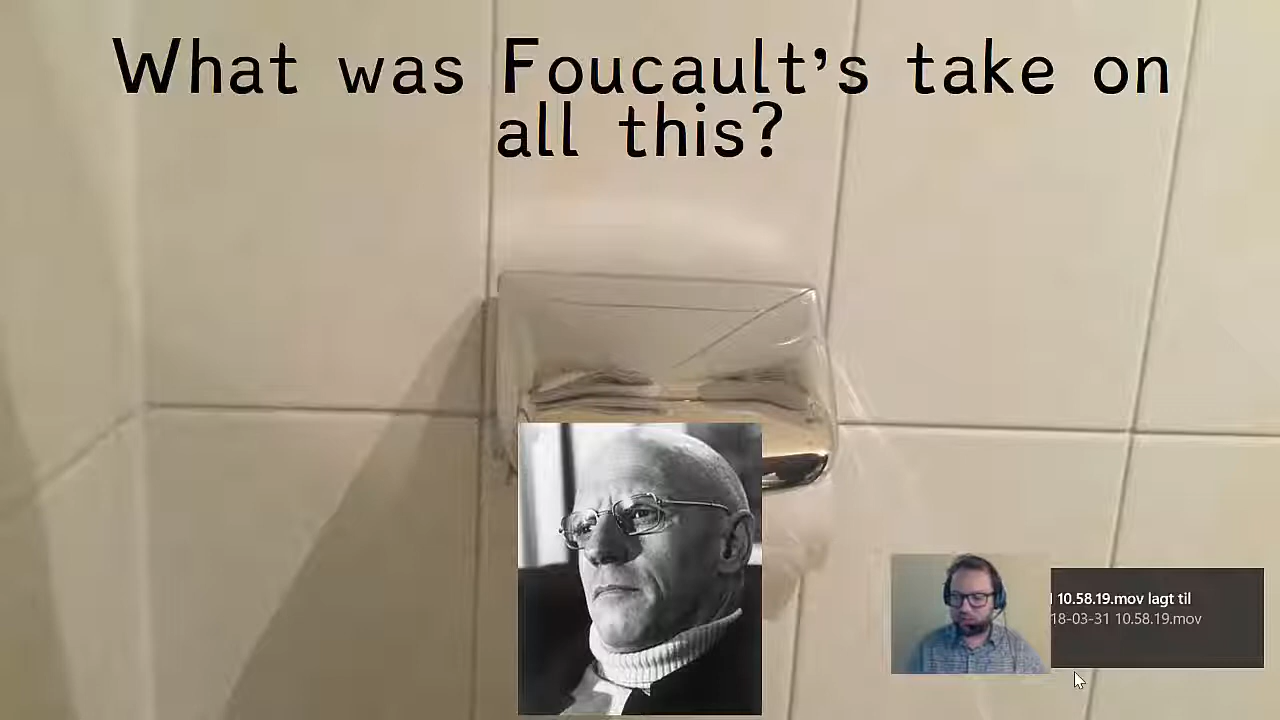 What was Foucault's take on
all this?
10.58.19.mov lagt til
18-03-31 10.58.19.mov